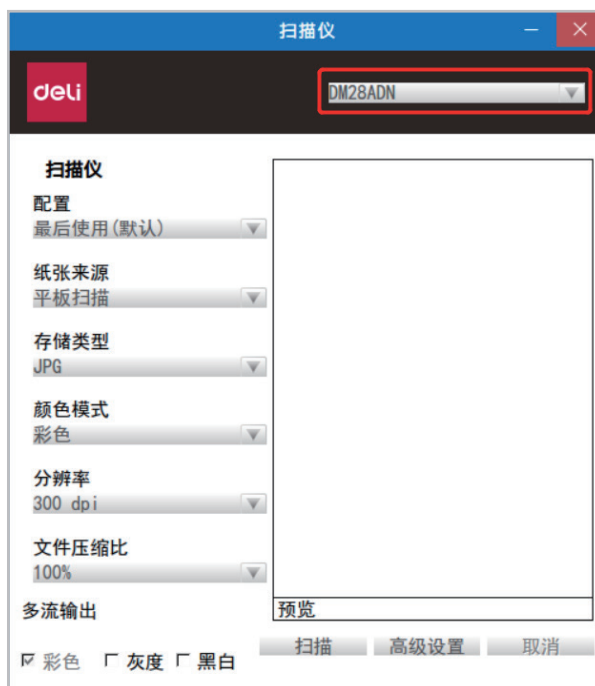 扫描仪
deli
DM28ADN
扫描仪
配置
最后使用(默认)
纸张来源
平板扫描
存储类型
JPG
颜色模式
彩色
分辨率
300 dpi
文件压缩比
100%
多流输出
彩色 灰度 黑白
预览
扫描 高级设置 取消